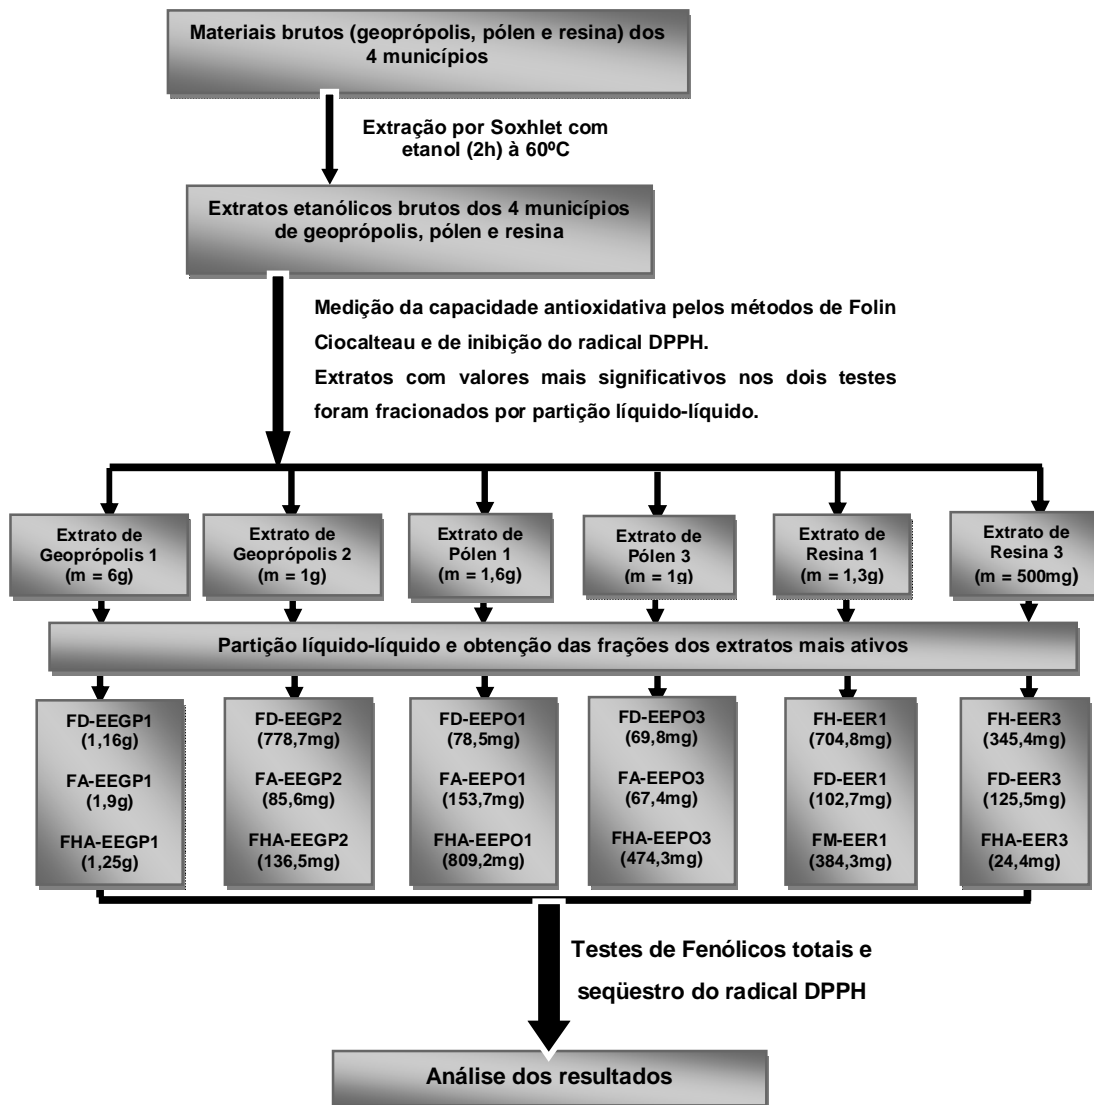 Materiais brutos (geoprópolis, pólen e resina) dos
4 municípios
Extração por Soxhlet com
etanol (2h) à 60ºC
Extratos etanólicos brutos dos 4 municípios
de geoprópolis, pólen e resina
Medição da capacidade antioxidativa pelos métodos de Folin
Ciocalteau e de inibição do radical DPPH.
Extratos com valores mais significativos nos dois testes
foram fracionados por partição líquido-líquido.
Extrato de
Geoprópolis 1
(m = 6g)
Extrato de
Geoprópolis 2
(m = 1g)
Extrato de
Pólen 1
(m = 1,6g)
Extrato de
Pólen 3
(m = 1g)
Extrato de
Resina 1
(m = 1,3g)
Extrato de
Resina 3
(m = 500mg)
Partição líquido-líquido e obtenção das frações dos extratos mais ativos
FD-EEGP1
(1,16g)
FA-EEGP1
(1,9g)
FHA-EEGP1
(1,25g)
FD-EEGP2
(778,7mg)
FA-EEGP2
(85,6mg)
FHA-EEGP2
(136,5mg)
FD-EEPO1
(78,5mg)
FA-EEPO1
(153,7mg)
FHA-EEPO1
(809,2mg)
FD-EEPO3
(69,8mg)
FA-EEPO3
(67,4mg)
FHA-EEPO3
(474,3mg)
FH-EER1
(704,8mg)
FD-EER1
(102,7mg)
FM-EER1
(384,3mg)
FH-EER3
(345,4mg)
FD-EER3
(125,5mg)
FHA-EER3
(24,4mg)
Testes de Fenólicos totais e
seqüestro do radical DPPH
Análise dos resultados